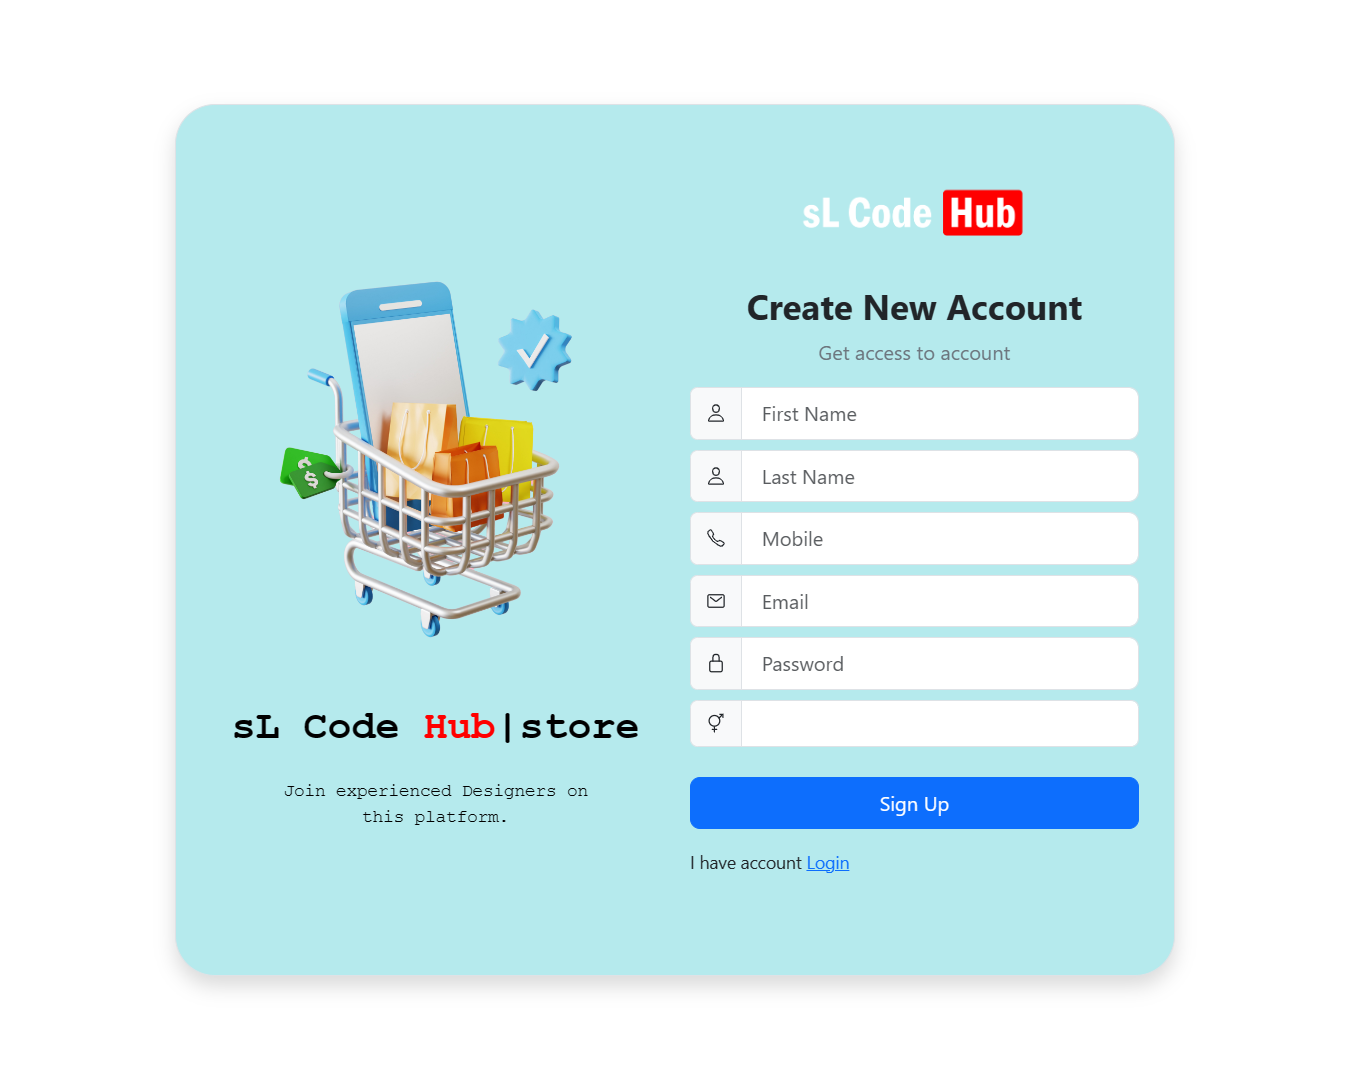 sL Code Hub
Create New Account
Get access to account
First Name
Last Name
Mobile
Email
Password
Sign Up
I have account Login
$
$
sL Code Hub|store
Join experienced Designers on
this platform.